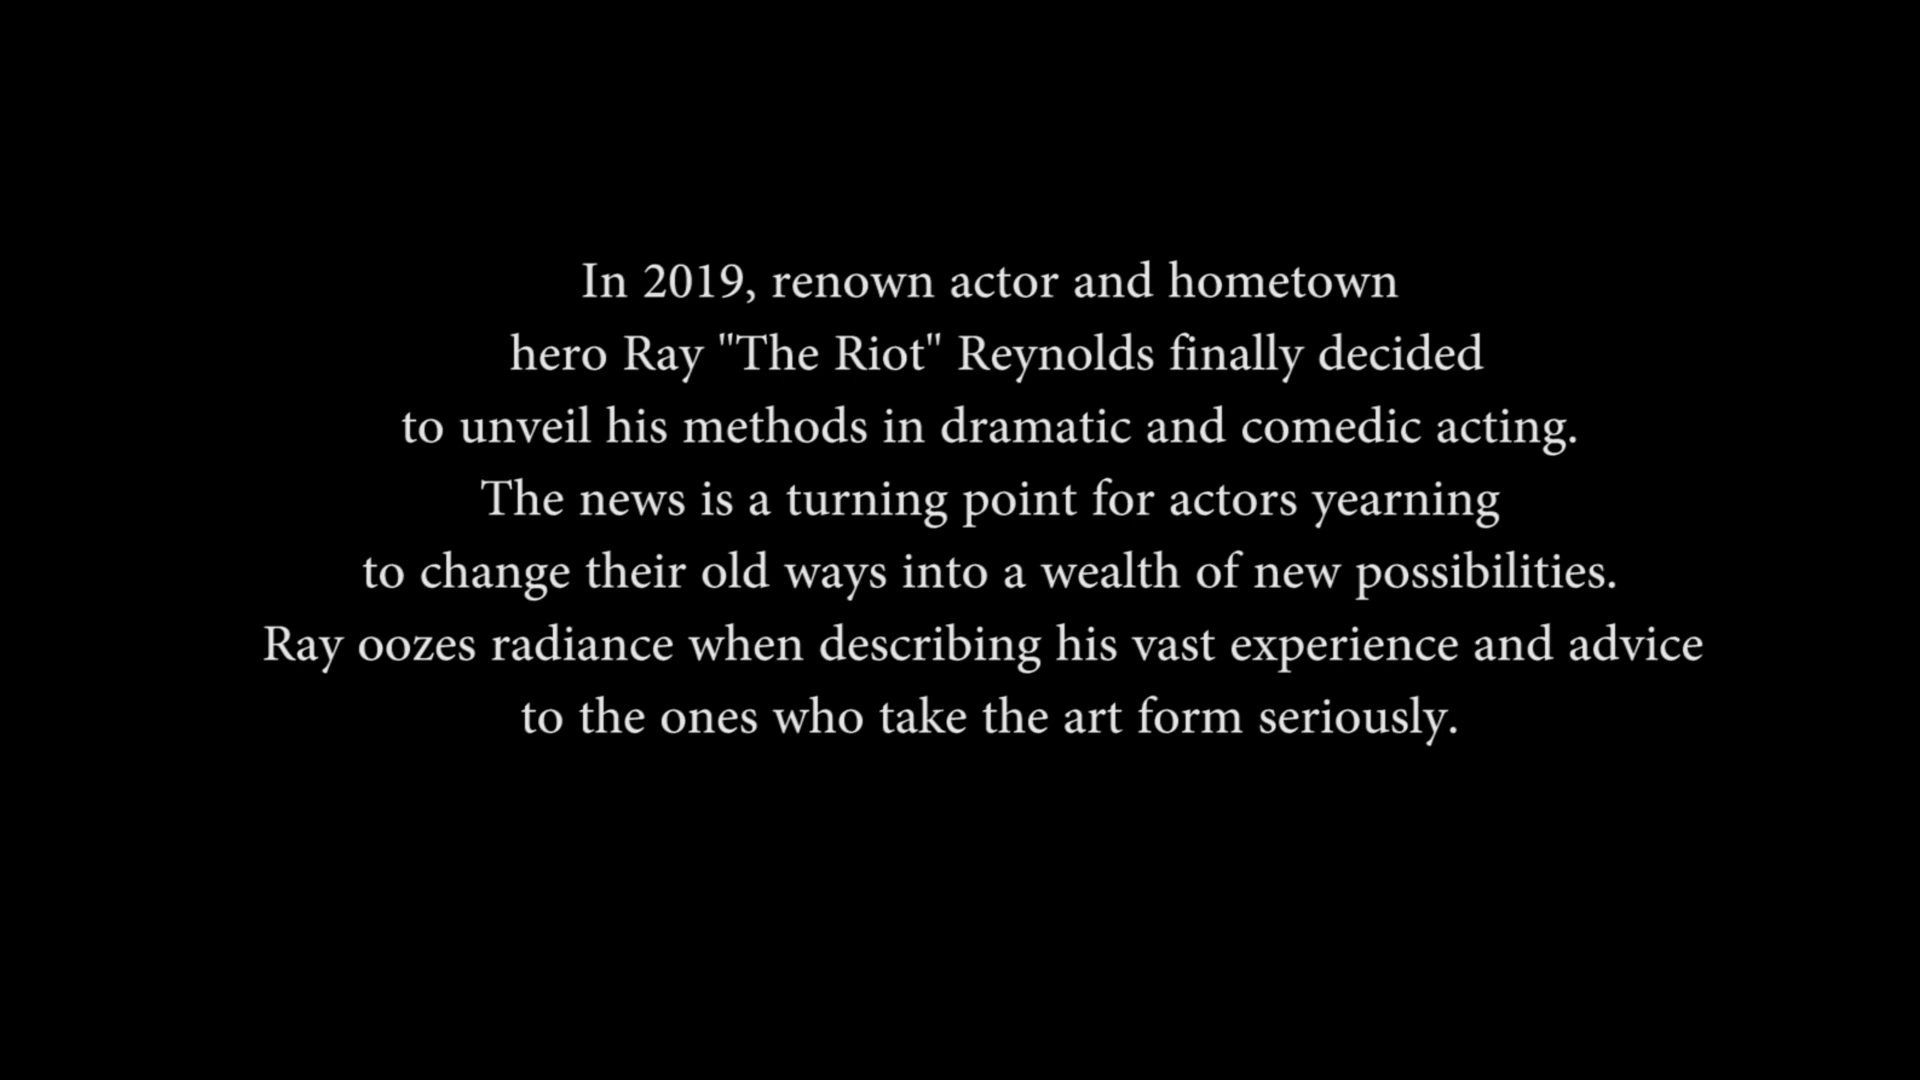 In 2019, renown actor and hometown
hero Ray "The Riot" Reynolds finally decided
to unveil his methods in dramatic and comedic acting.
The news is a turning point for actors yearning
to change their old ways into a wealth of new possibilities.
Ray oozes radiance when describing his vast experience and advice
to the ones who take the art form seriously.